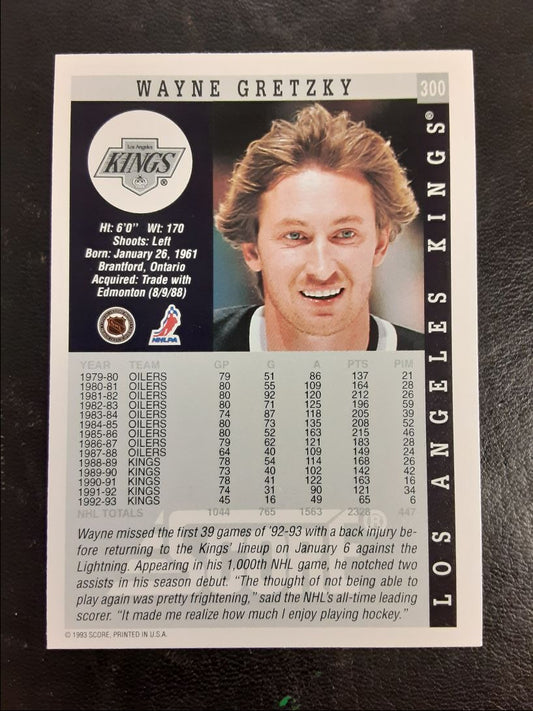 WAYNE GRETZKY 300
Los Angeles
KINGS®
Ht: 6'0" Wt: 170
Shoots: Left
Born: January 26, 1961
Brantford, Ontario
Acquired: Trade with
Edmonton (8/9/88)
NHLPA
LOS ANGELES KINGS®
YEAR TEAM GP G A PTS PIM
1979-80 OILERS 79 51 86 137 21
1980-81 OILERS 80 55 109 164 28
1981-82 OILERS 80 92 120 212 26
1982-83 OILERS 80 71 125 196 59
1983-84 OILERS 74 87 118 205 39
1984-85 OILERS 80 73 135 208 52
1985-86 OILERS 80 52 163 215 46
1986-87 OILERS 79 62 121 183 28
1987-88 OILERS 64 40 109 149 24
1988-89 KINGS 78 54 114 168 26
1989-90 KINGS 73 40 102 142 42
1990-91 KINGS 78 41 122 163 16
1991-92 KINGS 74 31 90 121 34
1992-93 KINGS 45 16 49 65 6
NHL TOTALS 1044 765 1563 2328 447
Wayne missed the first 39 games of '92-93 with a back injury be-
fore returning to the Kings' lineup on January 6 against the
Lightning. Appearing in his 1,000th NHL game, he notched two
assists in his season debut. "The thought of not being able to
play again was pretty frightening," said the NHL's all-time leading
scorer. "It made me realize how much I enjoy playing hockey."
© 1993 SCORE, PRINTED IN U.S.A.